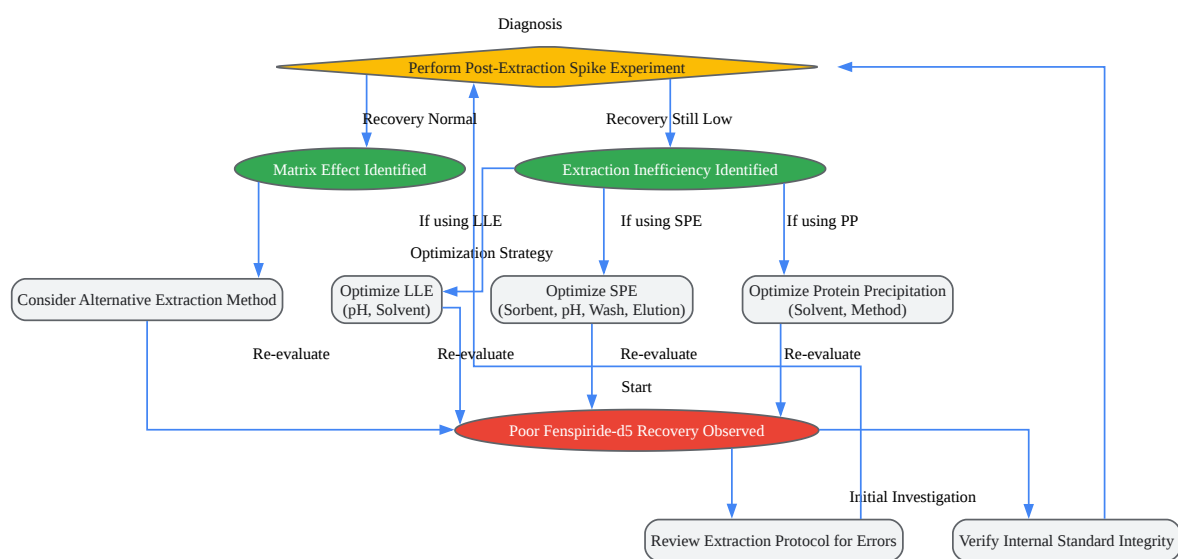 Diagnosis
Perform Post-Extraction Spike Experiment
Recovery Normal
Recovery Still Low
Matrix Effect Identified
Extraction Inefficiency Identified
If using LLE
If using SPE
If using PP
Optimization Strategy
Consider Alternative Extraction Method
Optimize LLE
(pH, Solvent)
Optimize SPE
(Sorbent, pH, Wash, Elution)
Optimize Protein Precipitation
(Solvent, Method)
Re-evaluate
Re-evaluate
Re-evaluate
Re-evaluate
Start
Poor Fenspiride-d5 Recovery Observed
Initial Investigation
Review Extraction Protocol for Errors
Verify Internal Standard Integrity